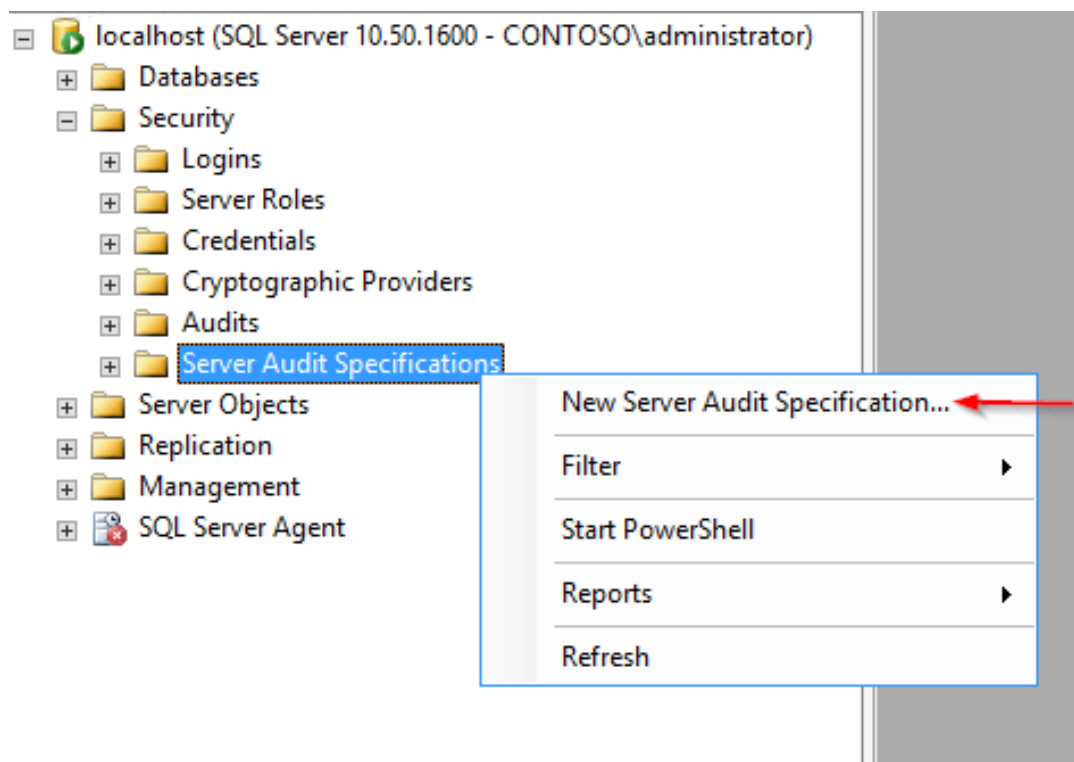 localhost (SQL Server 10.50.1600 - CONTOSO\administrator)
Databases
Security
Logins
Server Roles
Credentials
Cryptographic Providers
Audits
Server Audit Specifications
Server Objects
Replication
Management
SQL Server Agent
New Server Audit Specification...
Filter
Start PowerShell
Reports
Refresh